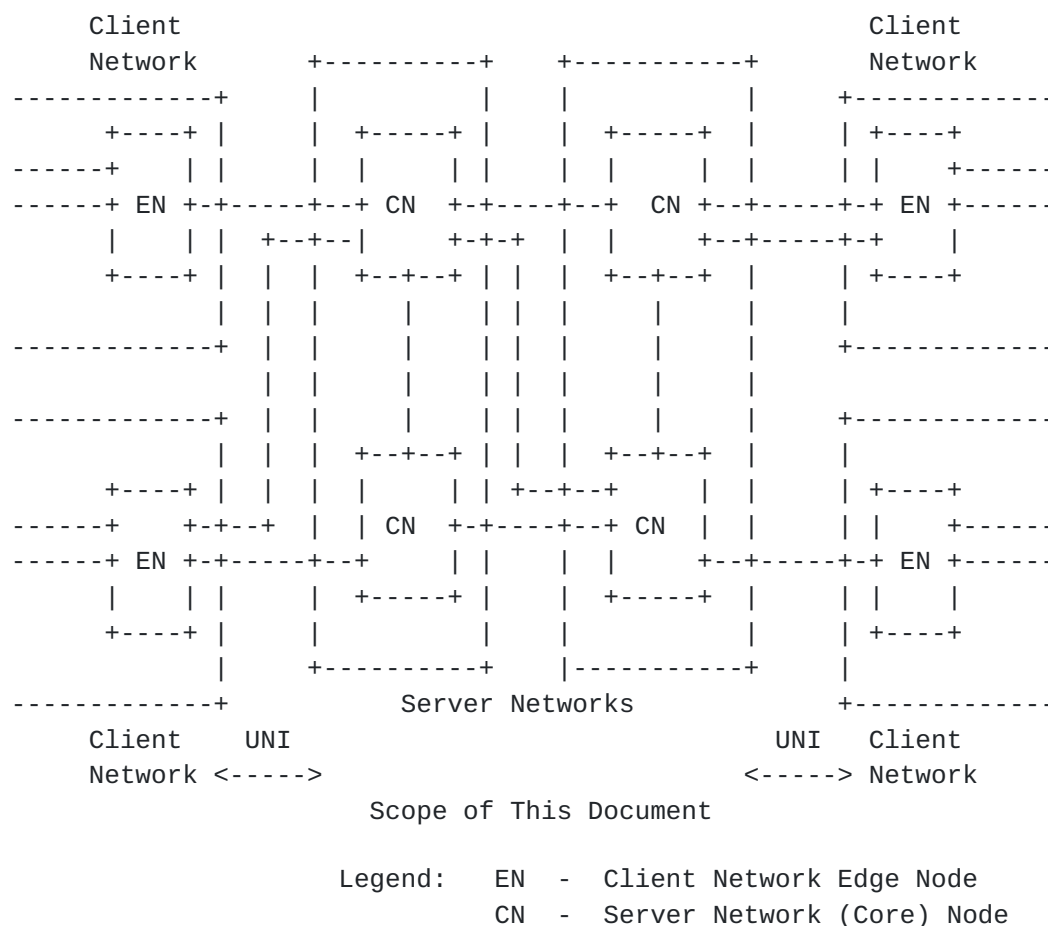 Client                                            Client
Network       +----------+    +-----------+       Network
-------------+     |          |    |           |     +-------------
      +----+ |     |  +-----+ |    |  +-----+  |     | +----+
------+    | |     |  |     | |    |  |     |  |     | |    +------
------+ EN +-+-----+--+ CN  +-+----+--+  CN +--+-----+-+ EN +------
      |    | |  +--+--|     +-+-+  |  |     +--+-----+-+    |
      +----+ |  |  |  +--+--+ | |  |  +--+--+  |     | +----+
             |  |  |     |    | |  |     |     |     |
-------------+  |  |     |    | |  |     |     |     +-------------
                |  |     |    | |  |     |     |
-------------+  |  |     |    | |  |     |     |     +-------------
             |  |  |  +--+--+ | |  |  +--+--+  |     |
      +----+ |  |  |  |     | | +--+--+     |  |     | +----+
------+    +-+--+  |  | CN  +-+----+--+ CN  |  |     | |    +------
------+ EN +-+-----+--+     | |    |  |     +--+-----+-+ EN +------
      |    | |     |  +-----+ |    |  +-----+  |     | |    |
      +----+ |     |          |    |           |     | +----+
             |     +----------+    |-----------+     |
-------------+           Server Networks             +-------------
Client    UNI                               UNI   Client
Network <----->                           <-----> Network
Scope of This Document
Legend:   EN  -  Client Network Edge Node
CN  -  Server Network (Core) Node